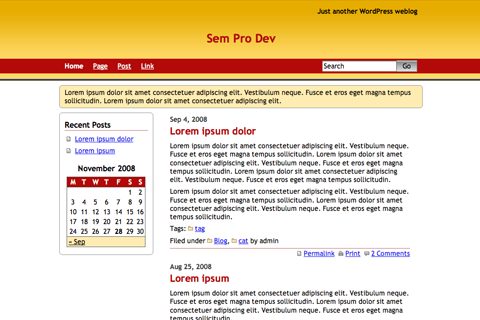 Just another WordPress weblog
Sem Pro Dev
Home Page Post Link
Search Go
Lorem ipsum dolor sit amet consectetuer adipiscing elit. Vestibulum neque. Fusce et eros eget magna tempus
sollicitudin. Lorem ipsum dolor sit amet consectetuer adipiscing elit.
Recent Posts
Lorem ipsum dolor
Lorem ipsum
November 2008
M T W T F S S
1 2
3 4 5 6 7 8 9
10 11 12 13 14 15 16
17 18 19 20 21 22 23
24 25 26 27 28 29 30
« Sep
Sep 4, 2008
Lorem ipsum dolor
Lorem ipsum dolor sit amet consectetuer adipiscing elit. Vestibulum neque.
Fusce et eros eget magna tempus sollicitudin. Lorem ipsum dolor sit amet
consectetuer adipiscing elit. Vestibulum neque. Fusce et eros eget magna
tempus sollicitudin. Lorem ipsum dolor sit amet consectetuer adipiscing
elit. Vestibulum neque. Fusce et eros eget magna tempus sollicitudin.
Lorem ipsum dolor sit amet consectetuer adipiscing elit. Vestibulum
neque. Fusce et eros eget magna tempus sollicitudin. Lorem ipsum dolor
sit amet consectetuer adipiscing elit. Vestibulum neque. Fusce et eros eget
magna tempus sollicitudin.
Tags: tag
Filed under Blog, cat by admin
Permalink Print 2 Comments
Aug 25, 2008
Lorem ipsum
Lorem ipsum dolor sit amet consectetuer adipiscing elit. Vestibulum neque.
Fusce et eros eget magna tempus sollicitudin. Lorem ipsum dolor sit amet
consectetuer adipiscing elit. Vestibulum neque. Fusce et eros eget magna
tempus sollicitudin. Lorem ipsum dolor sit amet consectetuer adipiscing